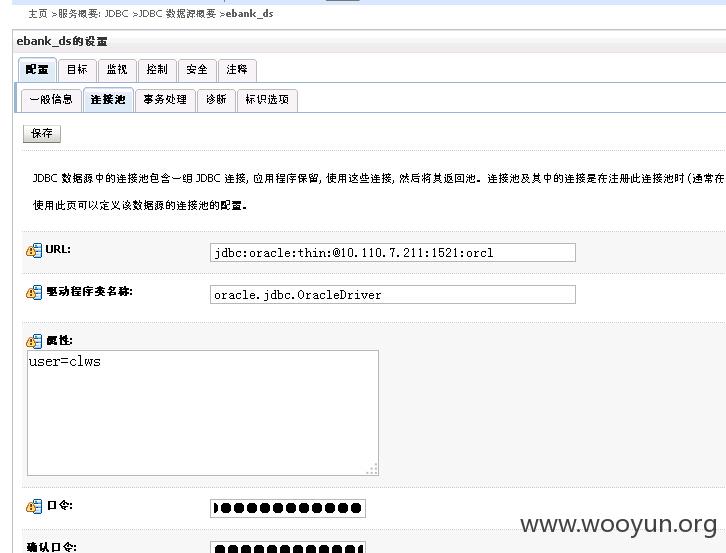 主页 >服务概要: JDBC >JDBC 数据源概要 >ebank_ds
ebank_ds的设置
配置 目标 监视 控制 安全 注释
一般信息 连接池 事务处理 诊断 标识选项
保存
JDBC 数据源中的连接池包含一组 JDBC 连接, 应用程序保留, 使用这些连接, 然后将其返回池。连接池及其中的连接是在注册此连接池时(通常在
使用此页可以定义该数据源的连接池的配置。
URL: jdbc:oracle:thin:@10.110.7.211:1521:orcl
驱动程序类名称: oracle.jdbc.OracleDriver
属性:
user=clws
口令:
www.wooyun.org
确认口令: